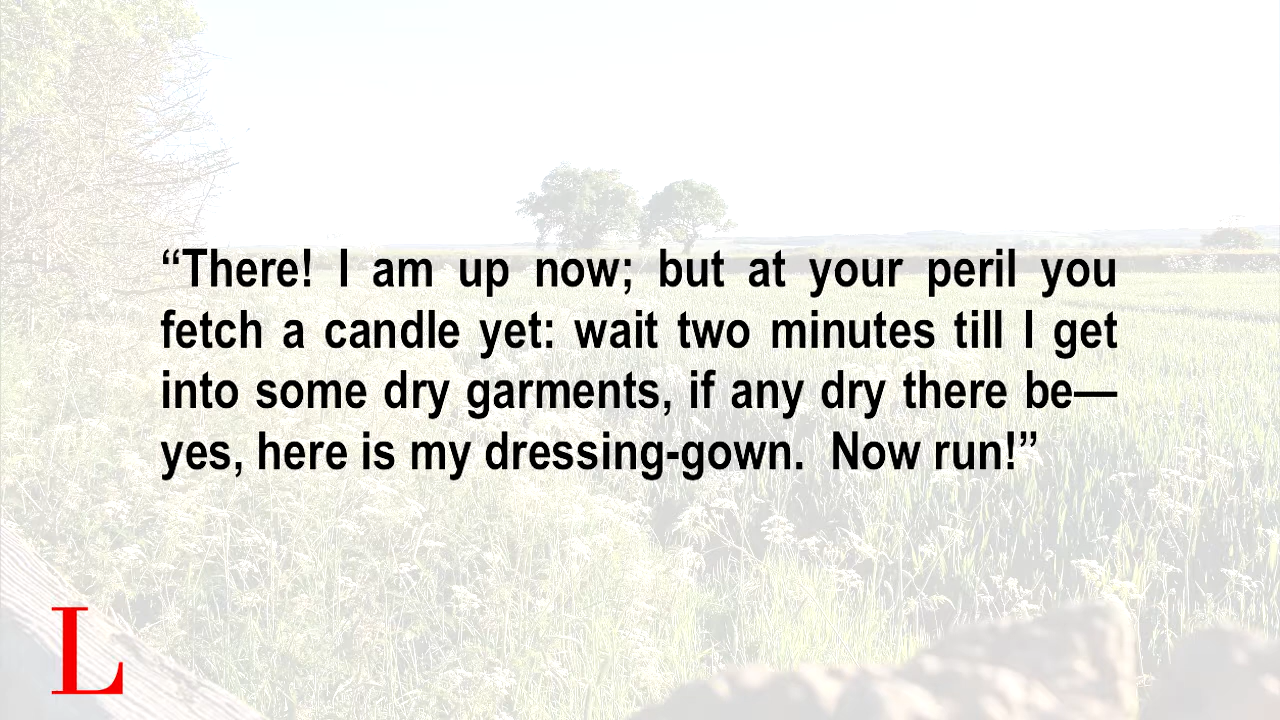 “There! I am up now; but at your peril you
fetch a candle yet: wait two minutes till I get
into some dry garments, if any dry there be—
yes, here is my dressing-gown.  Now run!”
L